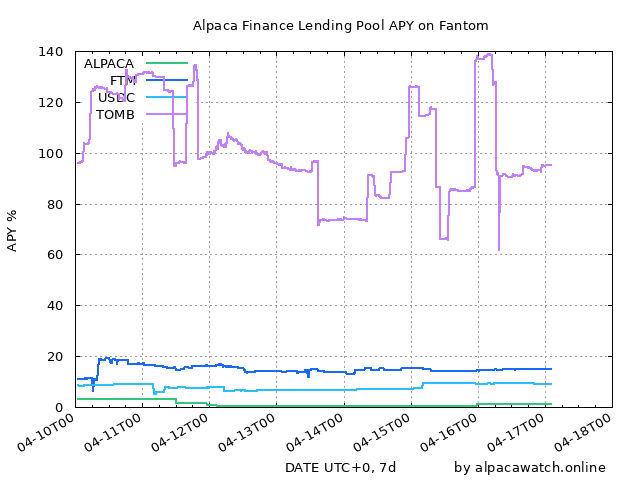 Alpaca Finance Lending Pool APY on Fantom
140
120
100
80
60
40
20
0
APY %
ALPACA
FTM
USDC
TOMB
04-10T00
04-11T00
04-12T00
04-13T00
04-14T00
04-15T00
04-16T00
04-17T00
04-18T00
DATE UTC+0, 7d
by alpacawatch.online